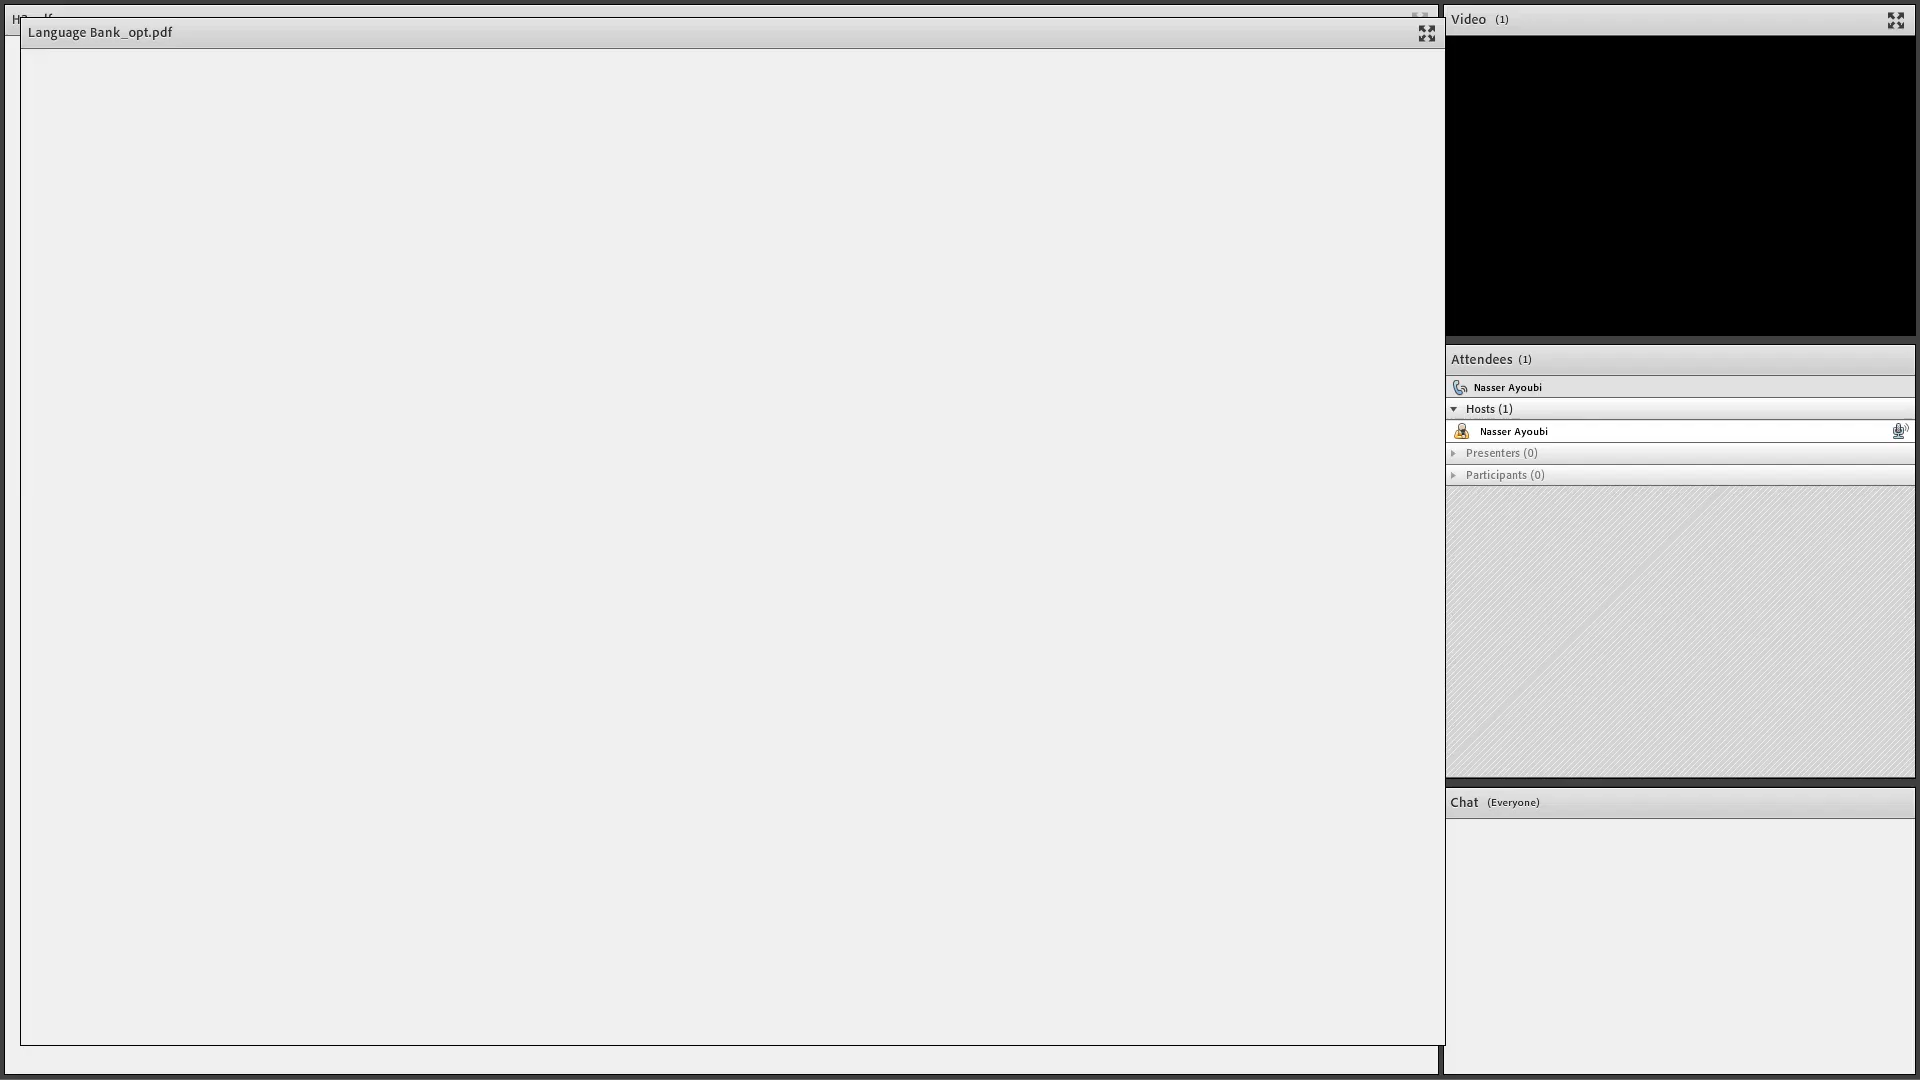 Language Bank_opt.pdf
Video (1)
Attendees (1)
Nasser Ayoubi
Hosts (1)
Nasser Ayoubi
Presenters (0)
Participants (0)
Chat (Everyone)